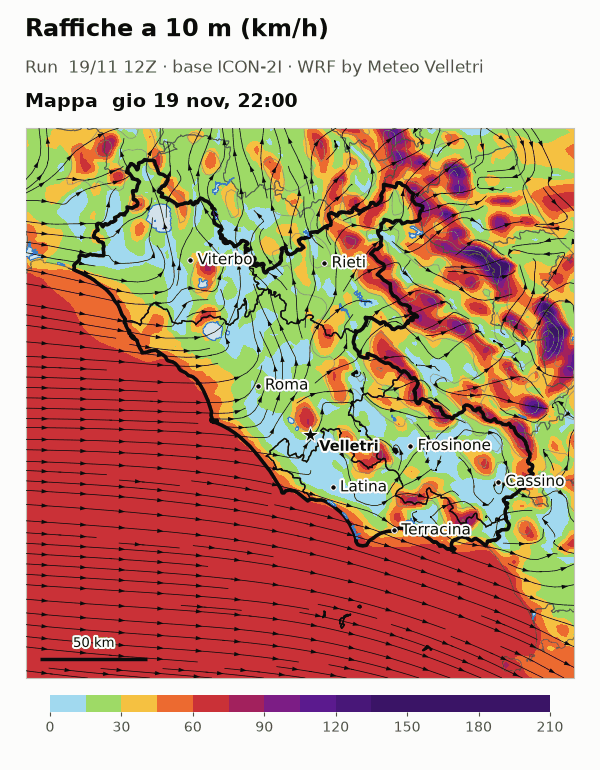 Raffiche a 10 m (km/h)
Run  19/11 12Z · base ICON-2I · WRF by Meteo Velletri
Mappa  gio 19 nov, 22:00
Viterbo
Rieti
Roma
Velletri
Frosinone
Cassino
Latina
Terracina
50 km
0 30 60 90 120 150 180 210